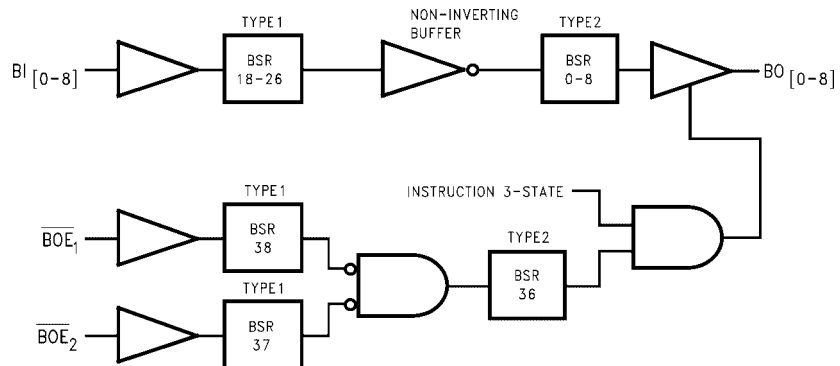 TYPE1
NON-INVERTING
BUFFER
TYPE2
BI[0-8]
BSR
18-26
BSR
0-8
BO[0-8]
TYPE1
INSTRUCTION 3-STATE
BOE1
BSR
38
TYPE2
TYPE1
BSR
36
BOE2
BSR
37